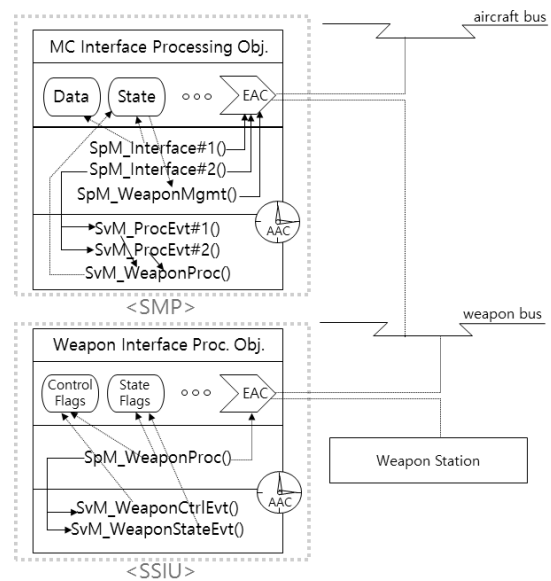 aircraft bus
MC Interface Processing Obj.
Data
State
EAC
SpM_Interface#1()
SpM_Interface#2()
SpM_WeaponMgmt()
AAC
SvM_ProcEvt#1()
SvM_ProcEvt#2()
SvM_WeaponProc()
<SMP>
weapon bus
Weapon Interface Proc. Obj.
Control
Flags
State
Flags
EAC
SpM_WeaponProc()
Weapon Station
AAC
SvM_WeaponCtrlEvt()
SvM_WeaponStateEvt()
<SSIU>